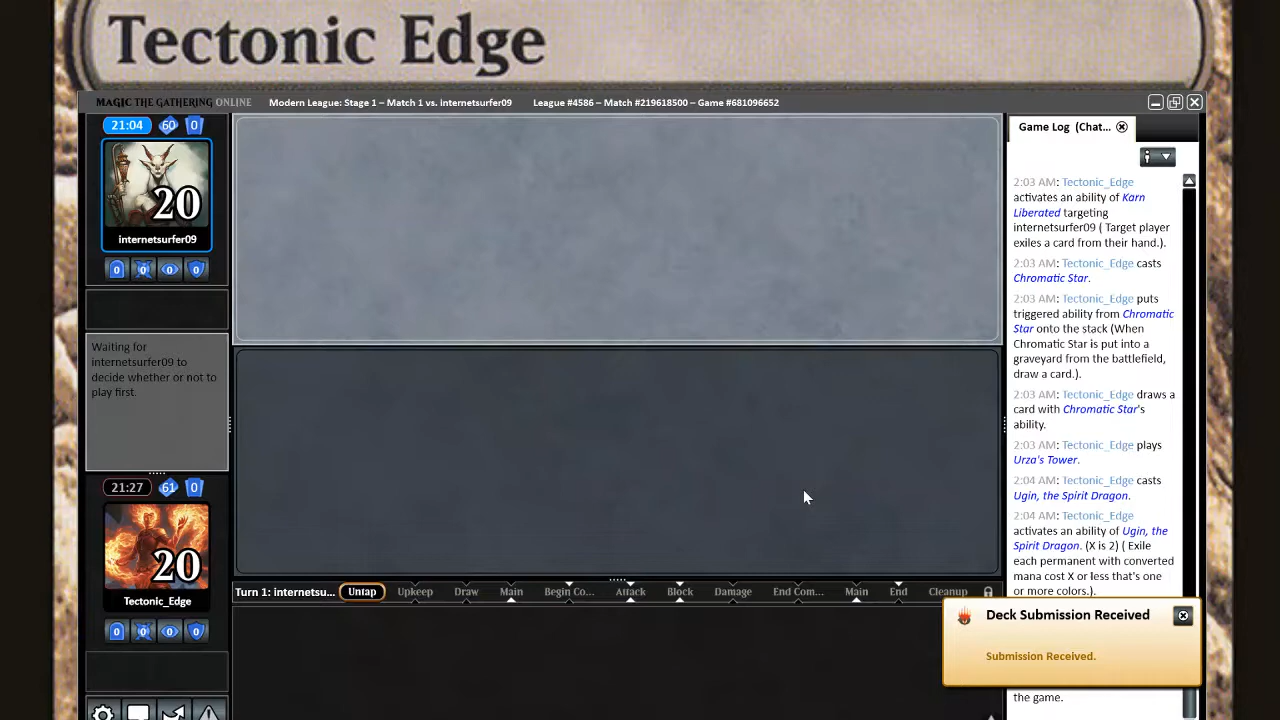 Tectonic Edge
MAGIC THE GATHERING ONLINE Modern League: Stage 1 – Match 1 vs. internetsurfer09 League #4586 – Match #219618500 – Game #681096652
21:04 60 0
20
internetsurfer09
0 0 0 0
Waiting for
internetsurfer09 to
decide whether or not to
play first.
21:27 61 0
20
Tectonic_Edge
0 0 0 0
Turn 1: internetsu... Untap Upkeep Draw Main Begin Co... Attack Block Damage End Com... Main End Cleanup
Game Log (Chat...
2:03 AM: Tectonic_Edge
activates an ability of Karn
Liberated targeting
internetsurfer09 ( Target player
exiles a card from their hand.).
2:03 AM: Tectonic_Edge casts
Chromatic Star.
2:03 AM: Tectonic_Edge puts
triggered ability from Chromatic
Star onto the stack (When
Chromatic Star is put into a
graveyard from the battlefield,
draw a card.).
2:03 AM: Tectonic_Edge draws a
card with Chromatic Star's
ability.
2:03 AM: Tectonic_Edge plays
Urza's Tower.
2:04 AM: Tectonic_Edge casts
Ugin, the Spirit Dragon.
2:04 AM: Tectonic_Edge
activates an ability of Ugin, the
Spirit Dragon. (X is 2) ( Exile
each permanent with converted
mana cost X or less that's one
or more colors.).
Deck Submission Received
Submission Received.
the game.